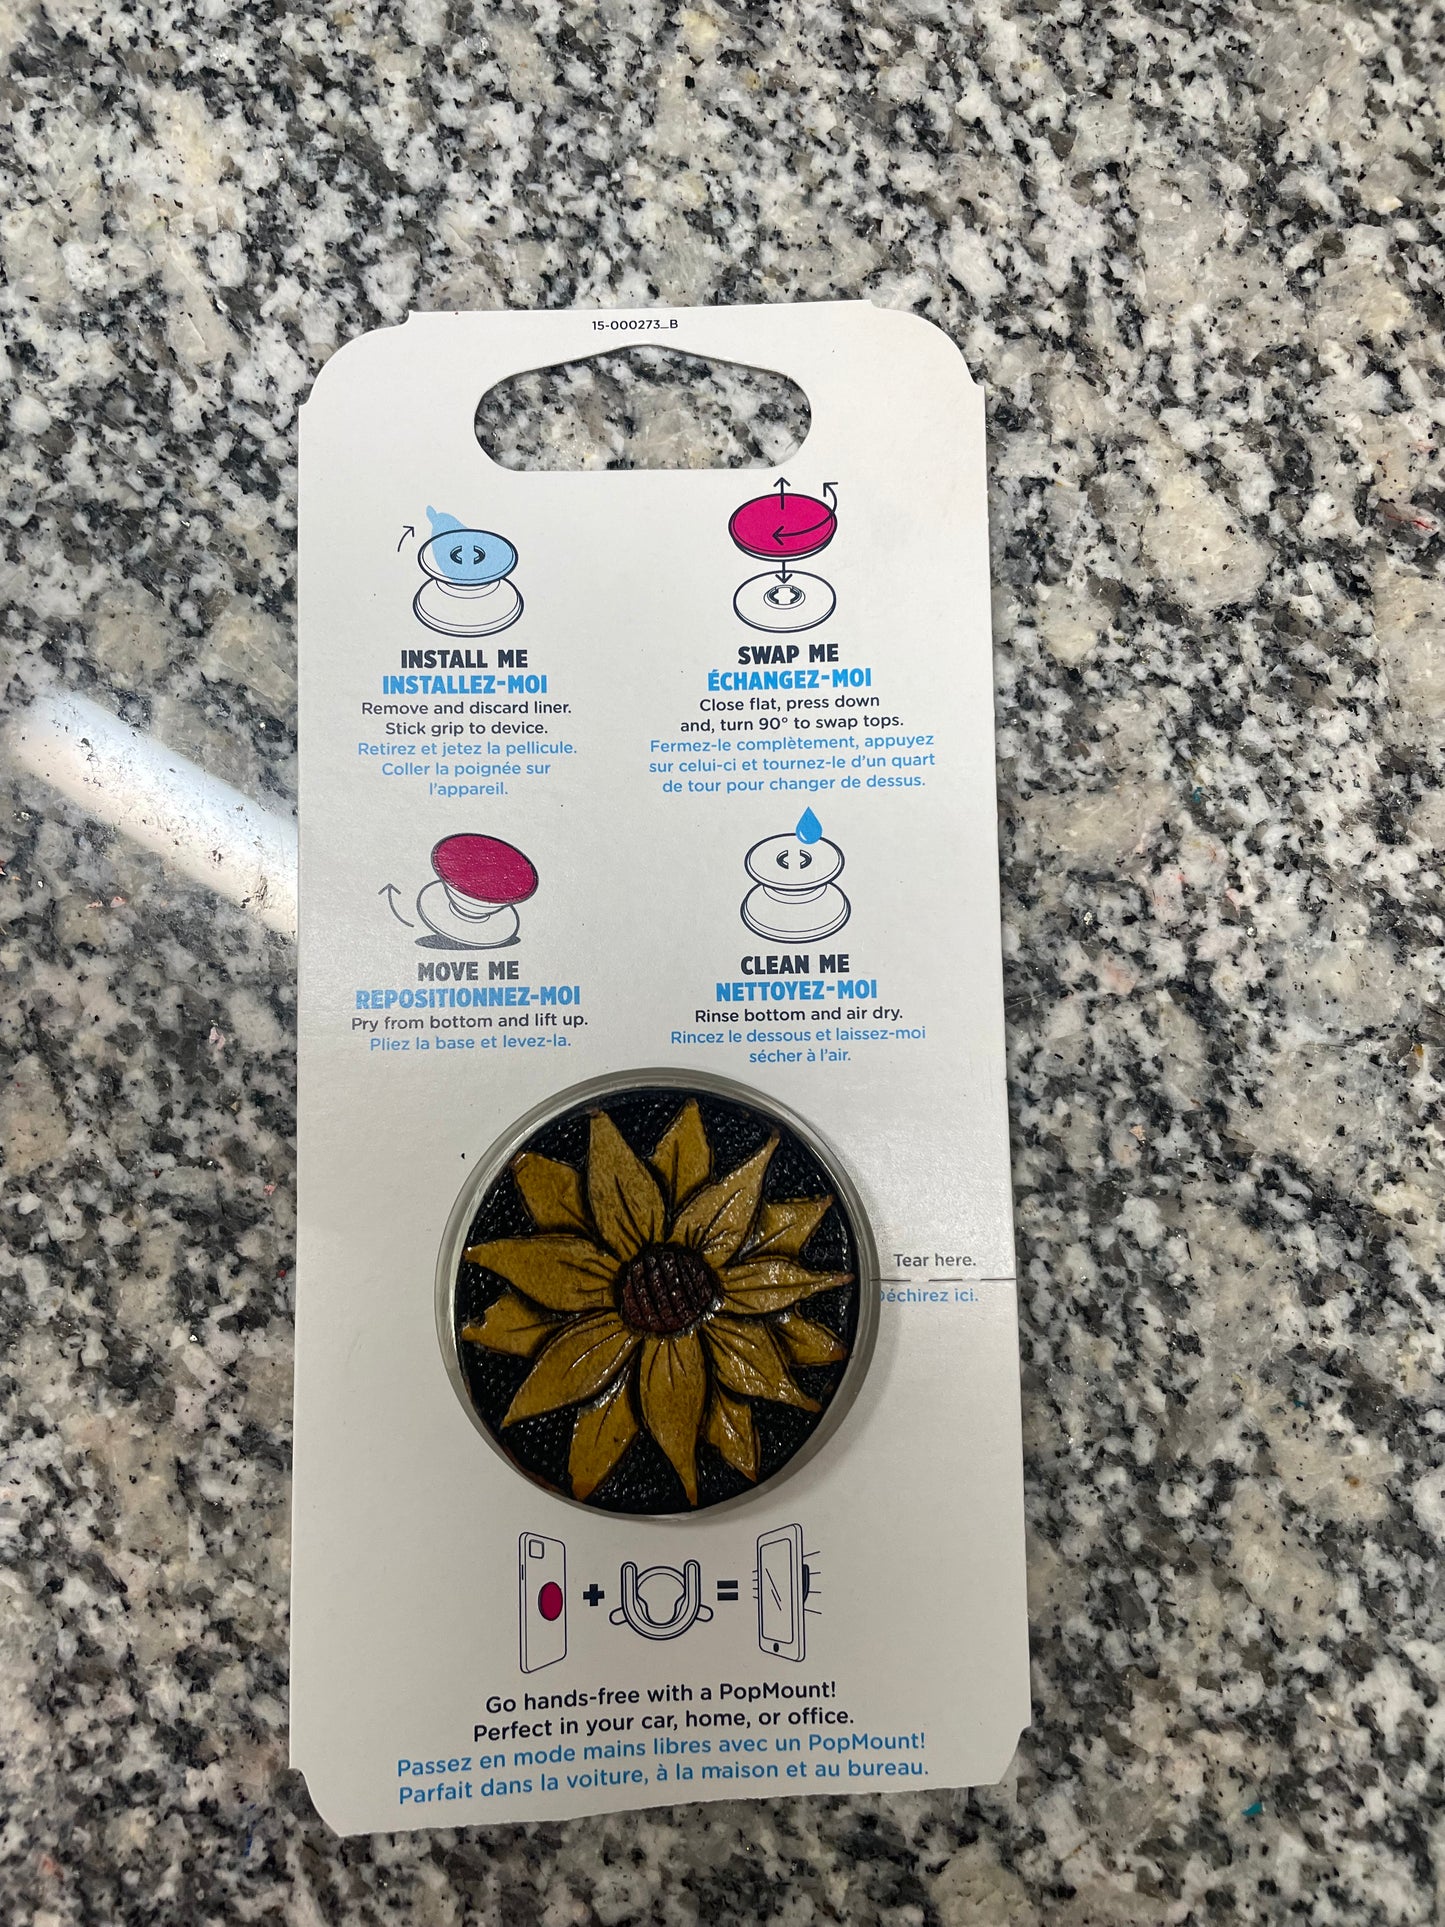 15-000273_B
INSTALL ME
INSTALLEZ-MOI
Remove and discard liner.
Stick grip to device.
Retirez et jetez la pellicule.
Coller la poignée sur
l'appareil.
SWAP ME
ÉCHANGEZ-MOI
Close flat, press down
and, turn 90° to swap tops.
Fermez-le complètement, appuyez
sur celui-ci et tournez-le d'un quart
de tour pour changer de dessus.
MOVE ME
REPOSITIONNEZ-MOI
Pry from bottom and lift up.
Pliez la base et levez-la.
CLEAN ME
NETTOYEZ-MOI
Rinse bottom and air dry.
Rincez le dessous et laissez-moi
sécher à l'air.
Tear here.
Déchirez ici.
Go hands-free with a PopMount!
Perfect in your car, home, or office.
Passez en mode mains libres avec un PopMount!
Parfait dans la voiture, à la maison et au bureau.